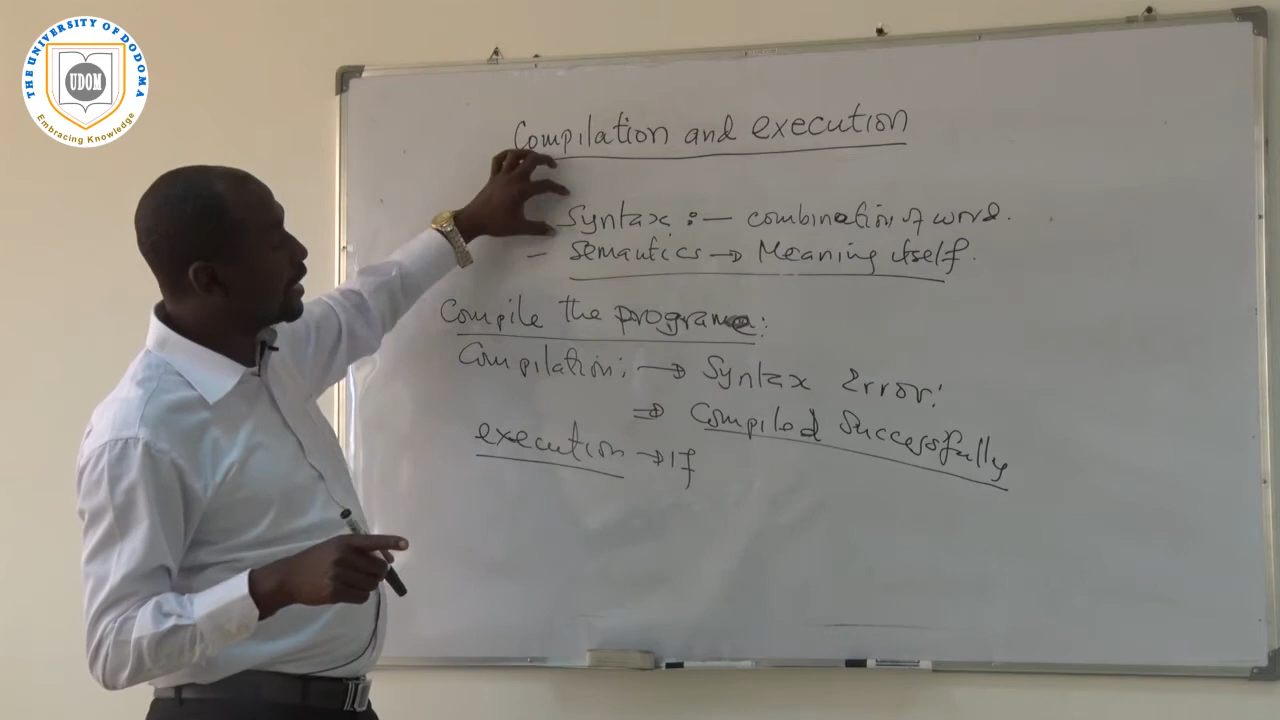 THE UNIVERSITY OF DODOMA
UDOM
Embracing Knowledge
Compilation and execution
Syntax :- combination of word.
- Semantics → Meaning itself.
Compile the program:
Compilation: → Syntax Error:
⇒ Compiled Successfully
execution → If